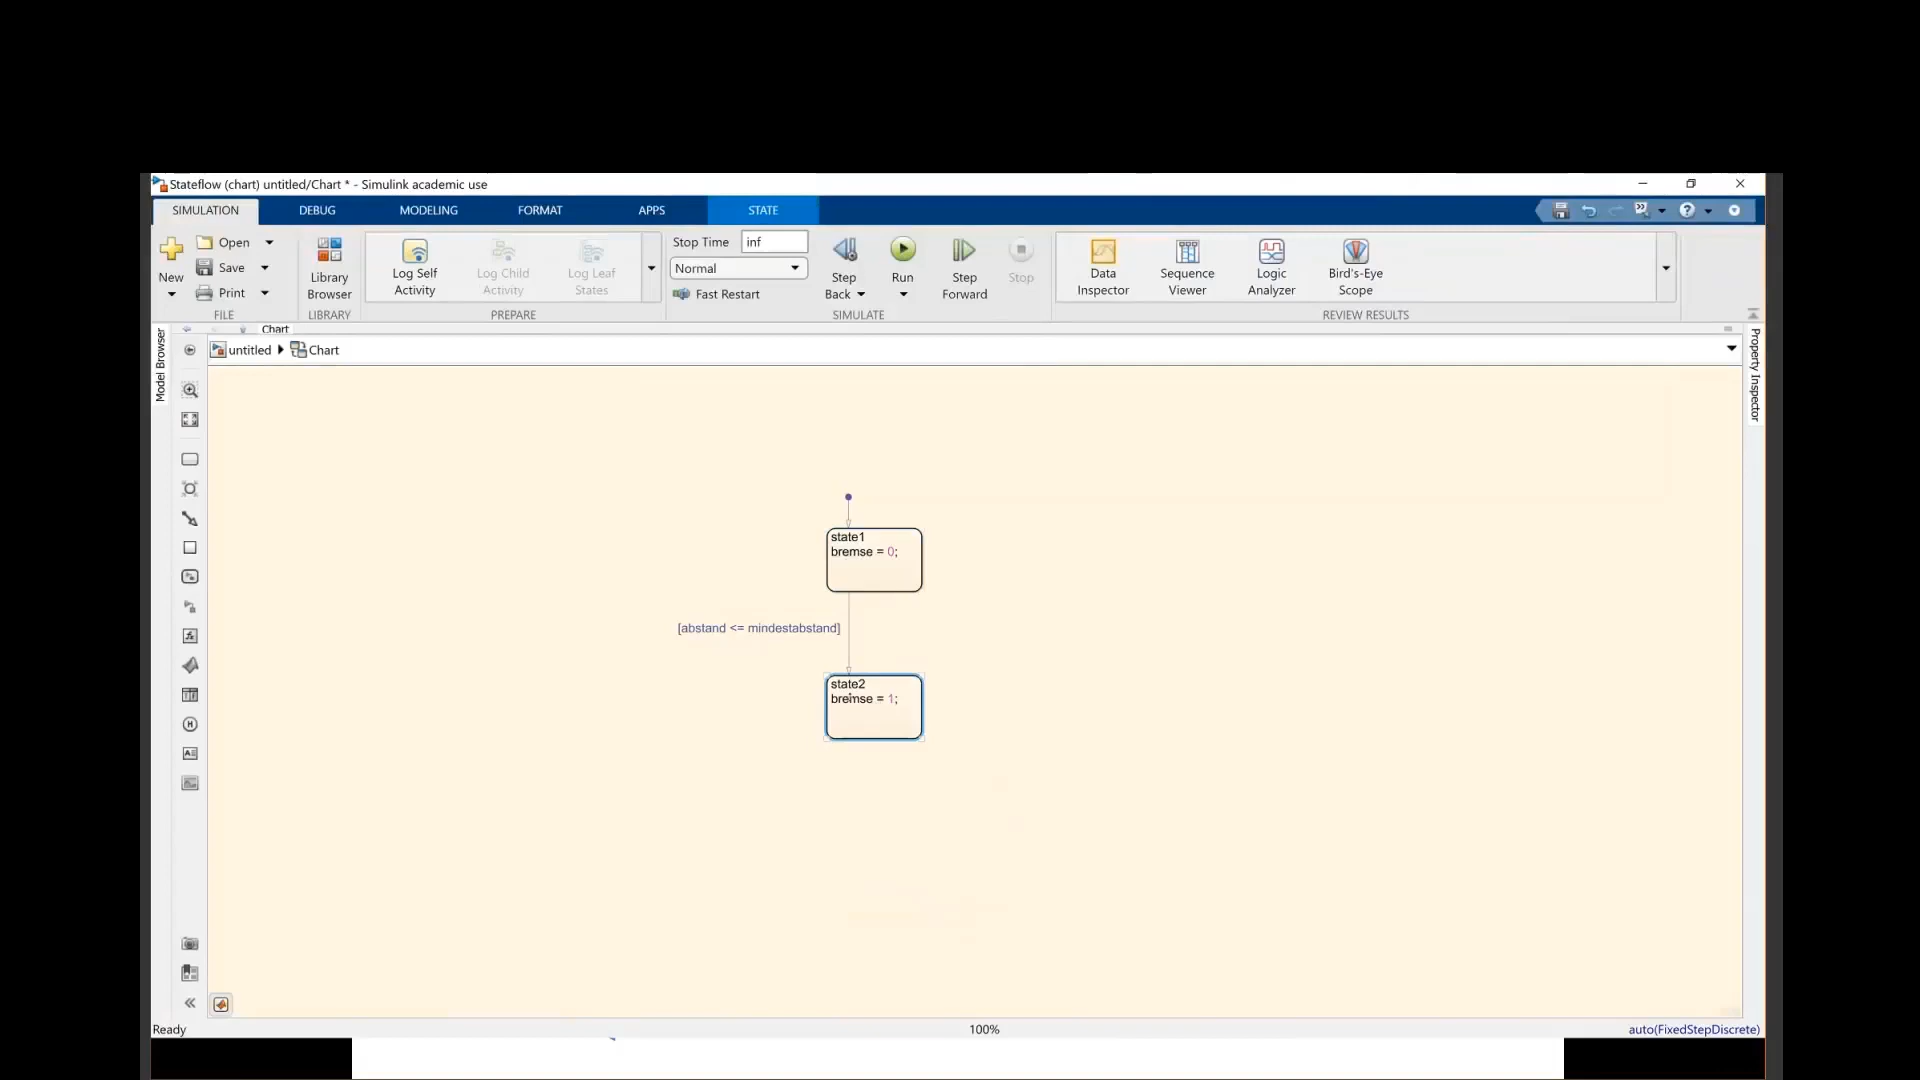 Stateflow (chart) untitled/Chart * - Simulink academic use
SIMULATION DEBUG MODELING FORMAT APPS STATE
New
Open
Save
Print
FILE
Library Browser
LIBRARY
Log Self Activity
Log Child Activity
Log Leaf States
PREPARE
Stop Time inf
Normal
Fast Restart
Step Back
Run
Step Forward
Stop
SIMULATE
Data Inspector
Sequence Viewer
Logic Analyzer
Bird's-Eye Scope
REVIEW RESULTS
Model Browser
Chart
untitled Chart
Property Inspector
state1
bremse = 0;
[abstand <= mindestabstand]
state2
bremse = 1;
Ready
100%
auto(FixedStepDiscrete)